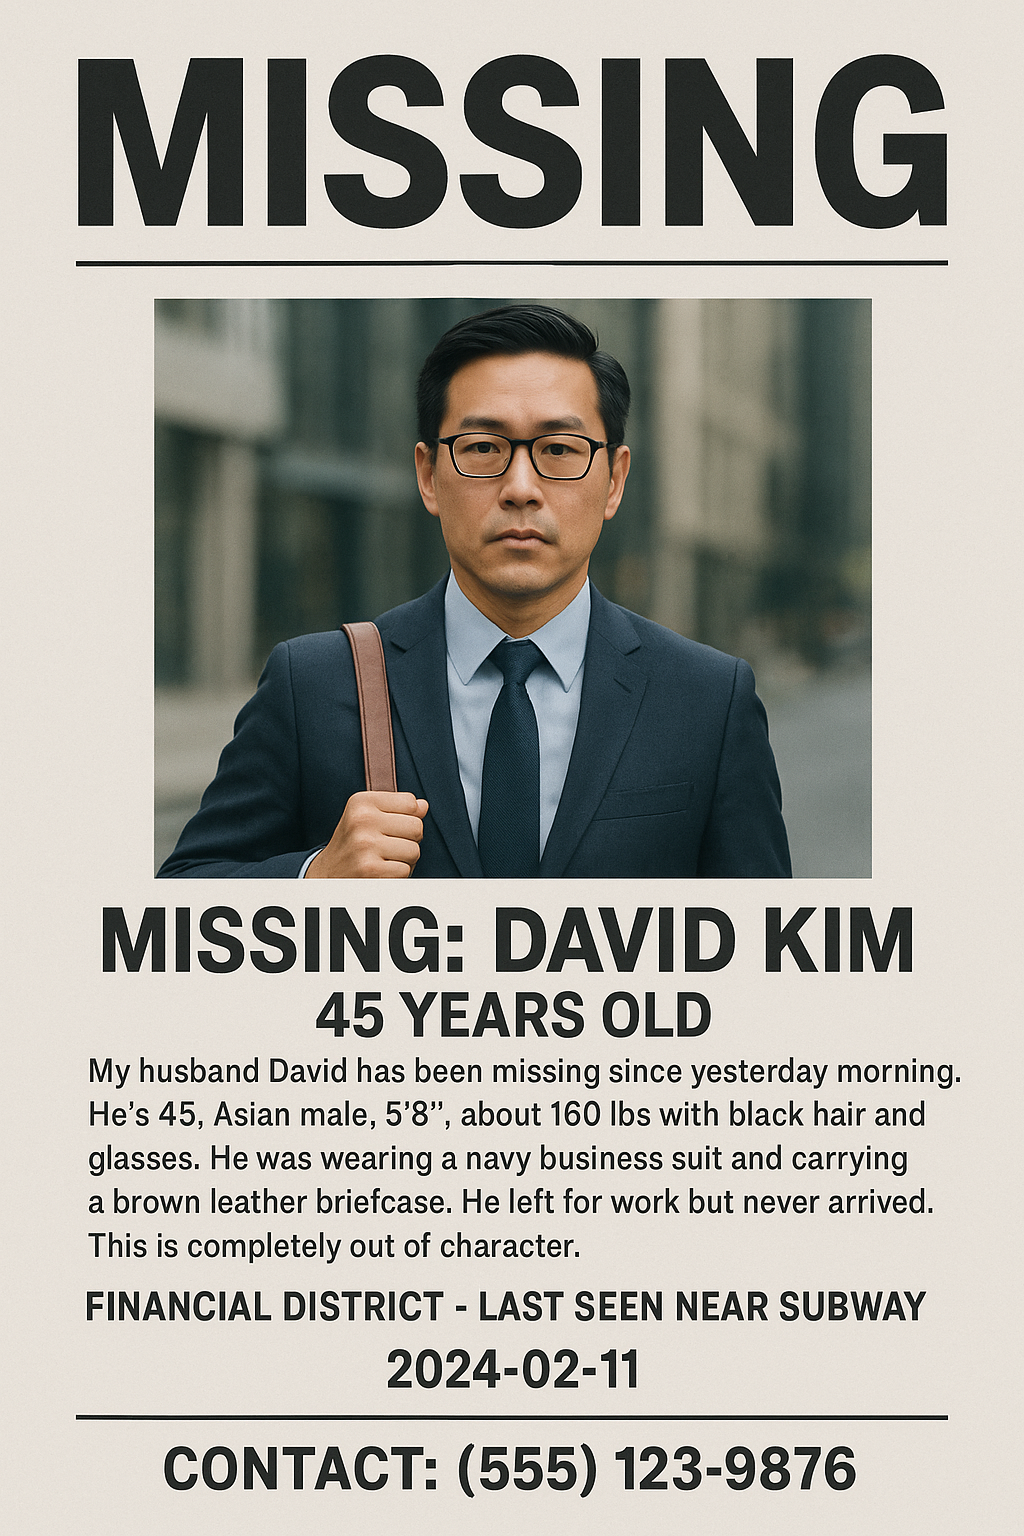 MISSING
MISSING: DAVID KIM
45 YEARS OLD
My husband David has been missing since yesterday morning.
He’s 45, Asian male, 5’8’’, about 160 lbs with black hair and
glasses. He was wearing a navy business suit and carrying
a brown leather briefcase. He left for work but never arrived.
This is completely out of character.
FINANCIAL DISTRICT - LAST SEEN NEAR SUBWAY
2024-02-11
CONTACT: (555) 123-9876